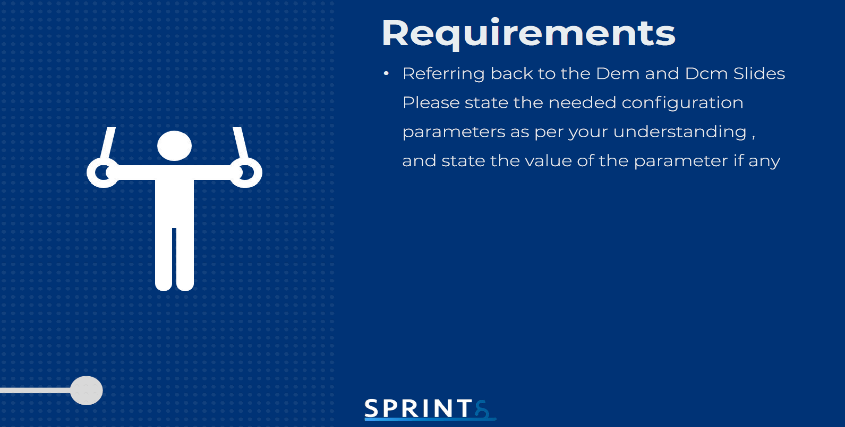 Requirements
• Referring back to the Dem and Dcm Slides
Please state the needed configuration
parameters as per your understanding ,
and state the value of the parameter if any
SPRINTS